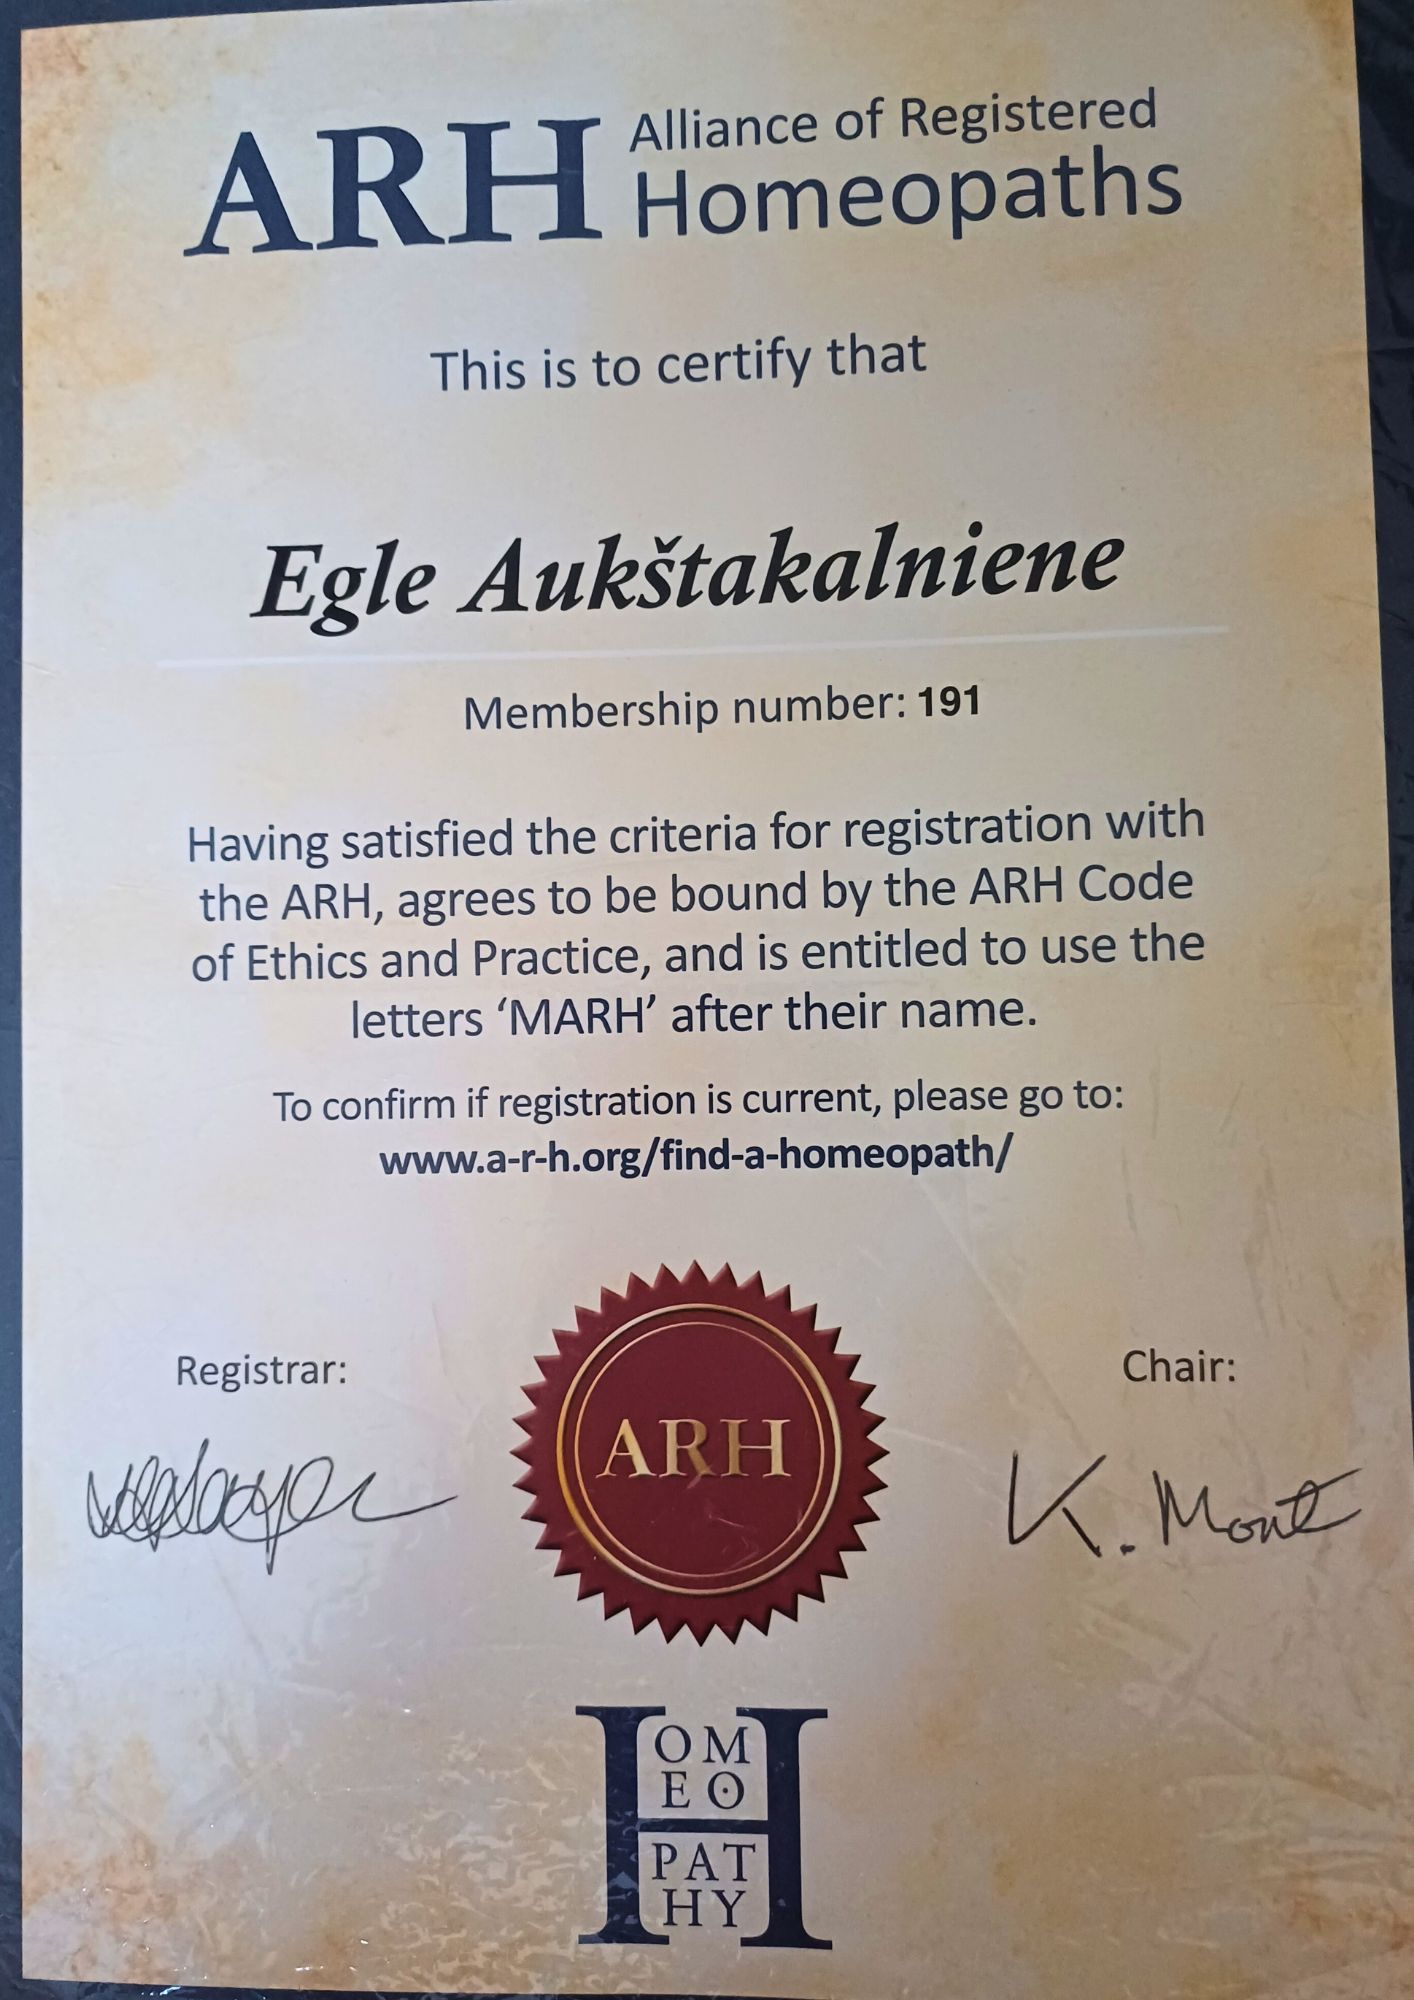 ARH Alliance of Registered
Homeopaths
This is to certify that
Egle Aukštakalniene
Membership number: 191
Having satisfied the criteria for registration with
the ARH, agrees to be bound by the ARH Code
of Ethics and Practice, and is entitled to use the
letters ‘MARH’ after their name.
To confirm if registration is current, please go to:
www.a-r-h.org/find-a-homeopath/
Registrar:
Chair:
ARH
K.
H
OM
EO
PAT
HY